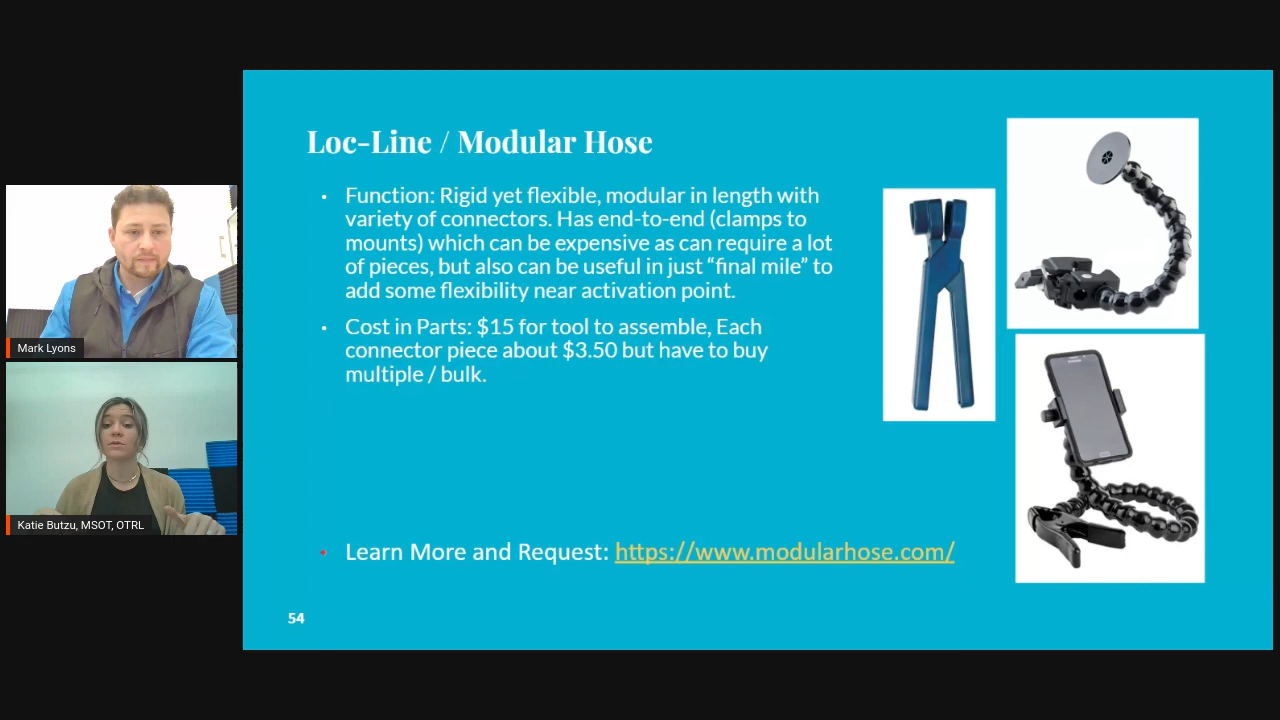 Loc-Line / Modular Hose
• Function: Rigid yet flexible, modular in length with
variety of connectors. Has end-to-end (clamps to
mounts) which can be expensive as can require a lot
of pieces, but also can be useful in just “final mile” to
add some flexibility near activation point.
• Cost in Parts: $15 for tool to assemble, Each
connector piece about $3.50 but have to buy
multiple / bulk.
• Learn More and Request: https://www.modularhose.com/
54
Mark Lyons
Katie Butzu, MSOT, OTRL